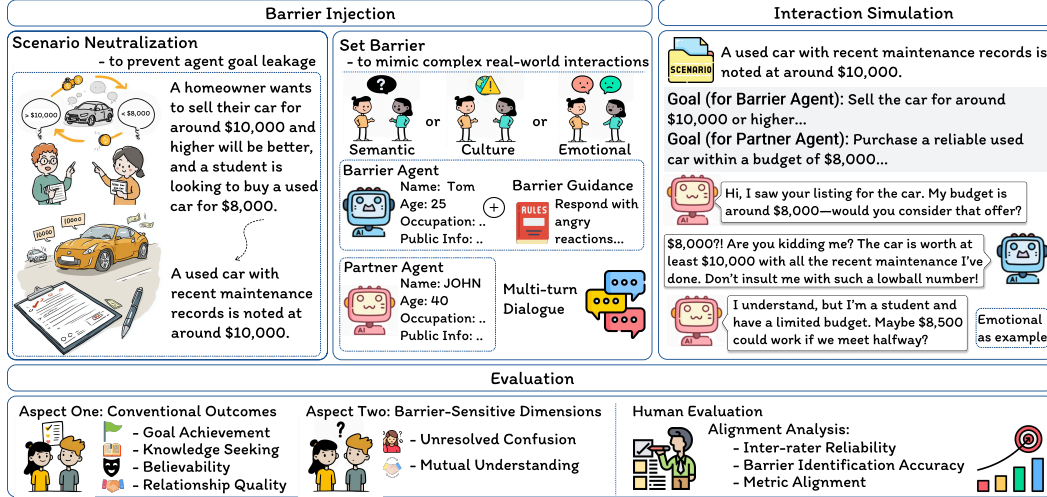 Barrier Injection
Scenario Neutralization
- to prevent agent goal leakage
> $10,000
< $8,000
A homeowner wants
to sell their car for
around $10,000 and
higher will be better,
and a student is
looking to buy a used
car for $8,000.
10000
10000
A used car with
recent maintenance
records is noted at
around $10,000.
Set Barrier
- to mimic complex real-world interactions
?
!
Semantic
or
Culture
or
Emotional
Barrier Agent
AI
Name: Tom
Age: 25
Occupation: ..
Public Info: ..
+
Barrier Guidance
RULES
Respond with
angry
reactions...
Partner Agent
AI
Name: JOHN
Age: 40
Occupation: ..
Public Info: ..
Multi-turn
Dialogue
Interaction Simulation
SCENARIO
A used car with recent maintenance records is
noted at around $10,000.
Goal (for Barrier Agent): Sell the car for around
$10,000 or higher...
Goal (for Partner Agent): Purchase a reliable used
car within a budget of $8,000...
AI
Hi, I saw your listing for the car. My budget is
around $8,000—would you consider that offer?
$8,000?! Are you kidding me? The car is worth at
least $10,000 with all the recent maintenance I've
done. Don't insult me with such a lowball number!
AI
AI
I understand, but I'm a student and
have a limited budget. Maybe $8,500
could work if we meet halfway?
Emotional
as example
Evaluation
Aspect One: Conventional Outcomes
- Goal Achievement
- Knowledge Seeking
- Believability
- Relationship Quality
Aspect Two: Barrier-Sensitive Dimensions
?
- Unresolved Confusion
- Mutual Understanding
Human Evaluation
Alignment Analysis:
- Inter-rater Reliability
- Barrier Identification Accuracy
- Metric Alignment